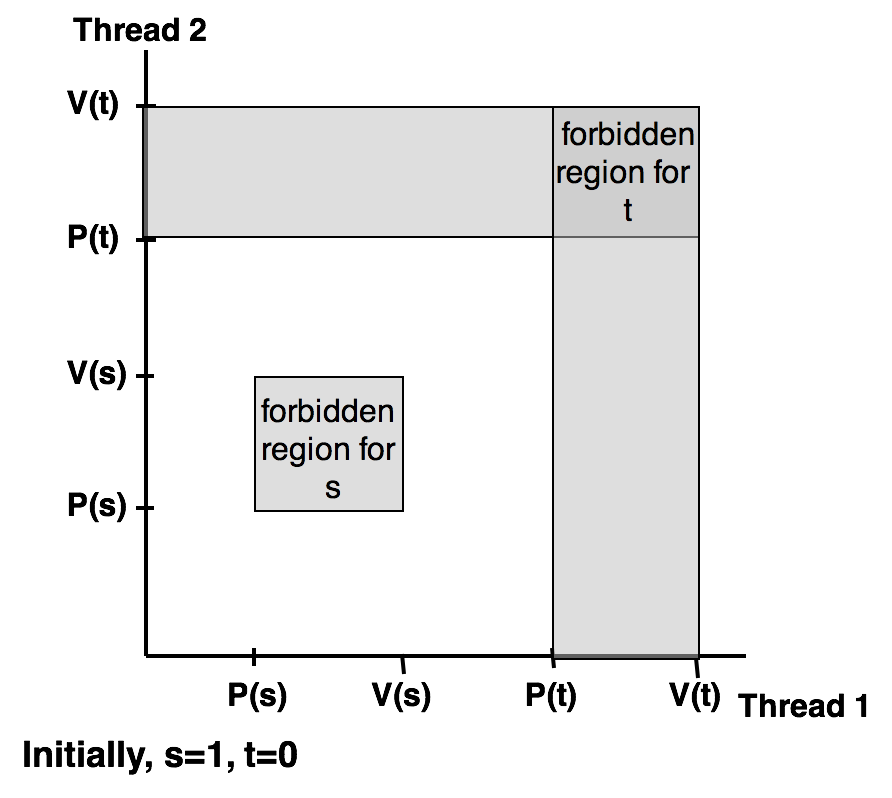 Thread 2
V(t)
forbidden
region for
t
P(t)
V(s)
forbidden
region for
s
P(s)
P(s) V(s) P(t) V(t)
Thread 1
Initially, s=1, t=0